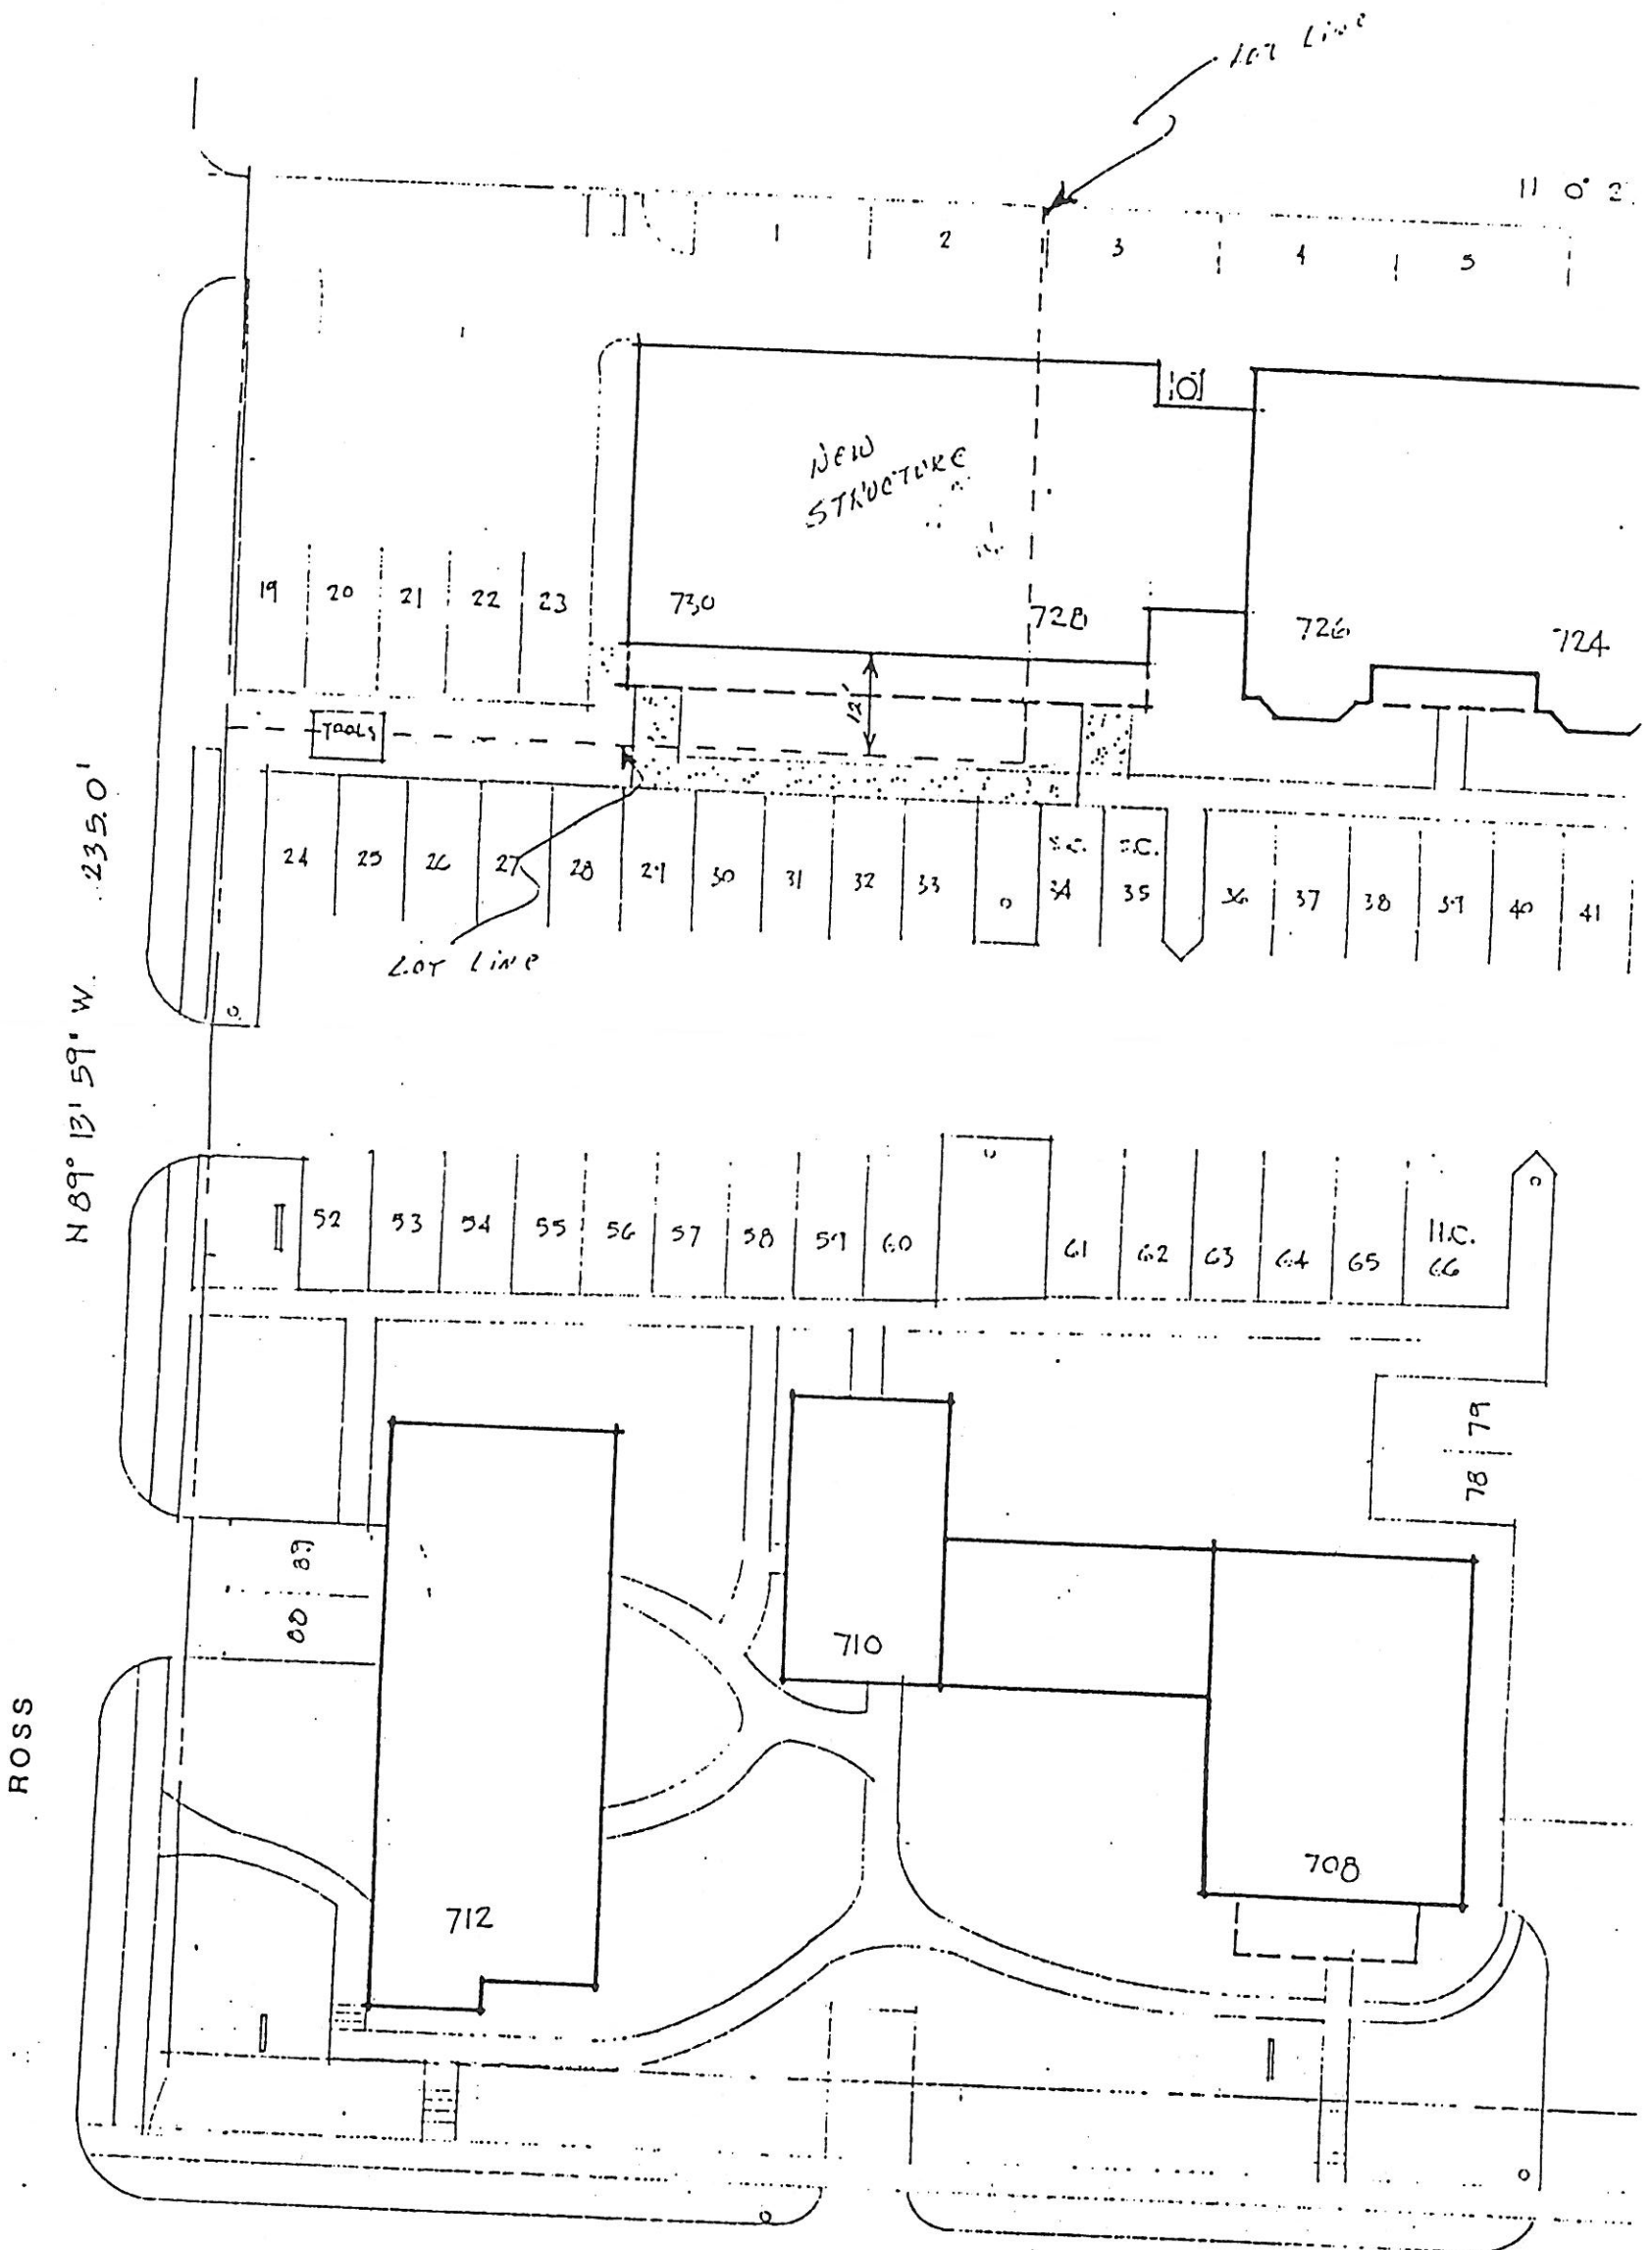 LOT LINE
11 0' 2.
1 2 3 4 5
NEW
STRUCTURE
19 20 21 22 23
730 728 726 724
12'
TOOLS
24 25 26 27 28 29 30 31 32 33 34 35 36 37 38 39 40 41
LOT LINE
N 89° 13' 59" W. 235.0'
52 53 54 55 56 57 58 59 60 61 62 63 64 65 H.C.
66
78 79
89
710
ROSS
708
712